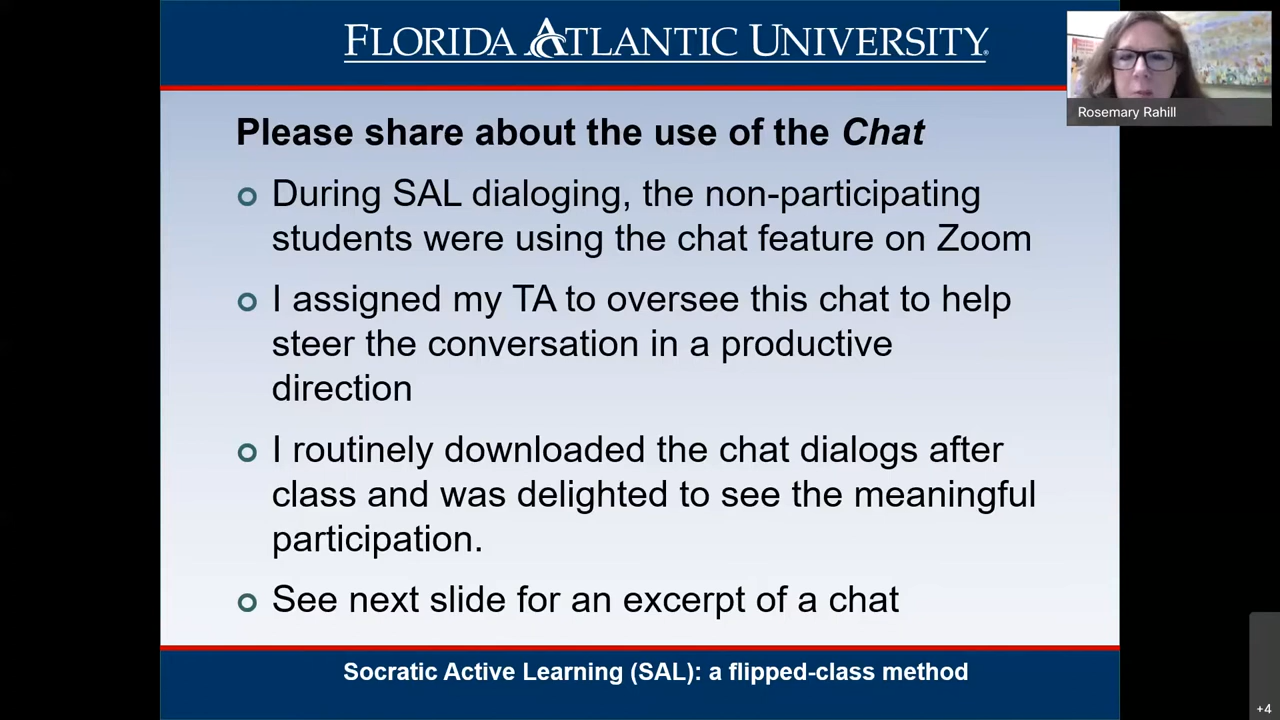 FLORIDA ATLANTIC UNIVERSITY®
Rosemary Rahill
Please share about the use of the Chat
During SAL dialoging, the non-participating
students were using the chat feature on Zoom
I assigned my TA to oversee this chat to help
steer the conversation in a productive
direction
I routinely downloaded the chat dialogs after
class and was delighted to see the meaningful
participation.
See next slide for an excerpt of a chat
Socratic Active Learning (SAL): a flipped-class method
+4